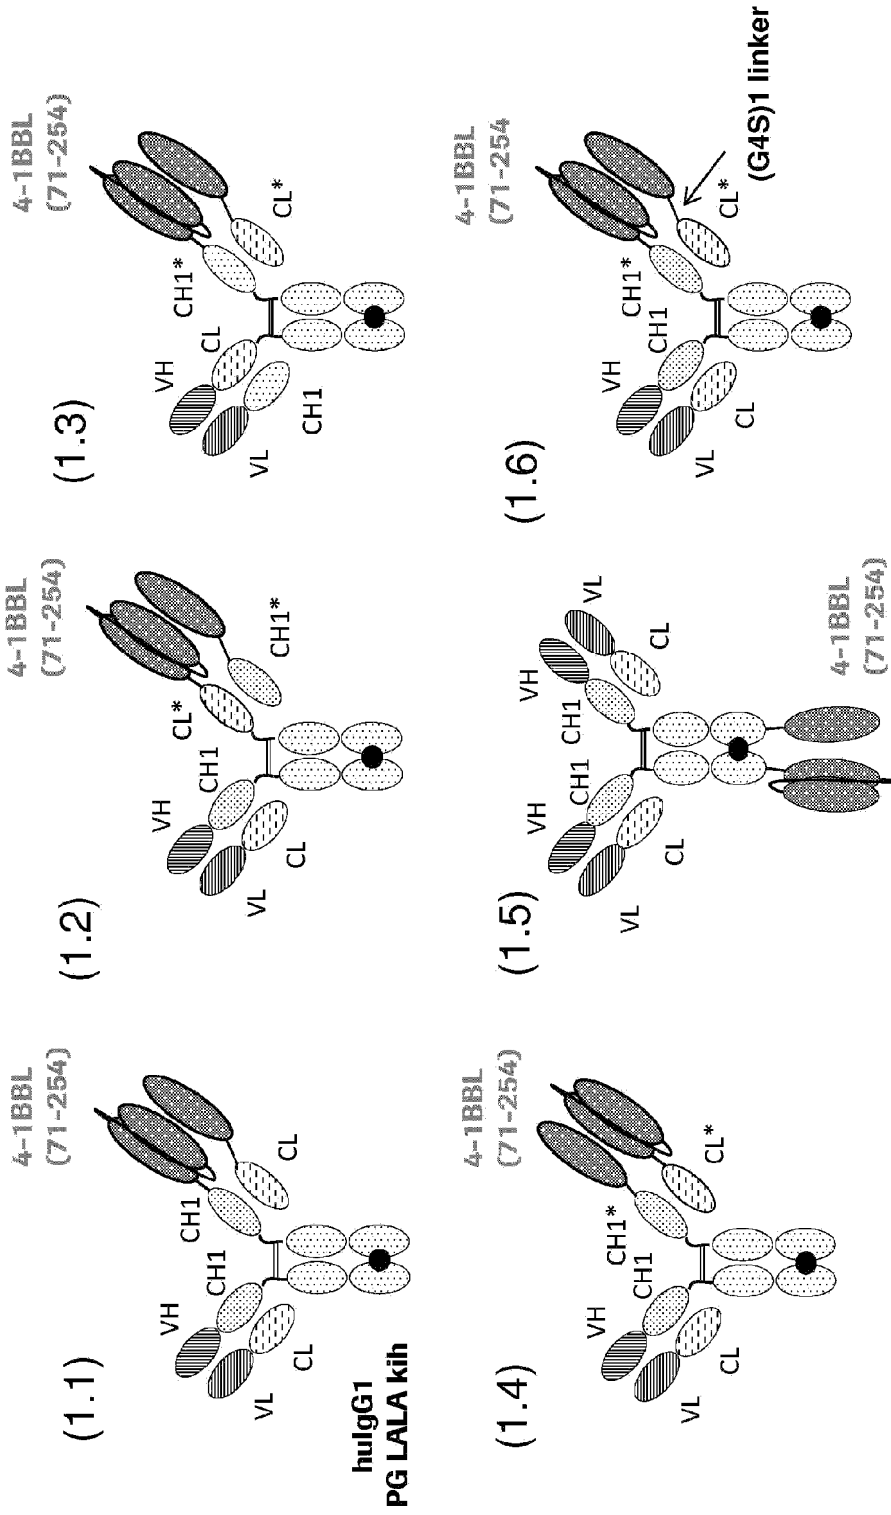 (1.1)
4-1BBL
(71-254)
VH
CH1
CH1
CL
VL
CL
huIgG1
PG LALA kih
(1.2)
4-1BBL
(71-254)
VH
CH1
CL*
CH1*
VL
CL
(1.3)
4-1BBL
(71-254)
VH
CL
CH1*
CL*
VL
CH1
(1.4)
4-1BBL
(71-254)
VH
CH1
CH1*
CL*
VL
CL
(1.5)
VH
CH1
CH1
VH
VL
CL
VL
CL
4-1BBL
(71-254)
(1.6)
4-1BBL
(71-254
VH
CH1
CH1*
CL*
VL
CL
(G4S)1 linker